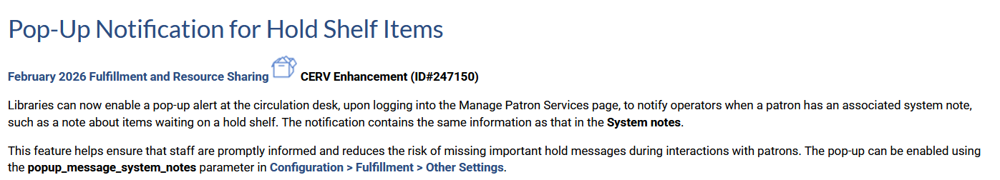 Pop-Up Notification for Hold Shelf Items
February 2026 Fulfillment and Resource Sharing CERV Enhancement (ID#247150)
Libraries can now enable a pop-up alert at the circulation desk, upon logging into the Manage Patron Services page, to notify operators when a patron has an associated system note,
such as a note about items waiting on a hold shelf. The notification contains the same information as that in the System notes.
This feature helps ensure that staff are promptly informed and reduces the risk of missing important hold messages during interactions with patrons. The pop-up can be enabled using
the popup_message_system_notes parameter in Configuration > Fulfillment > Other Settings.